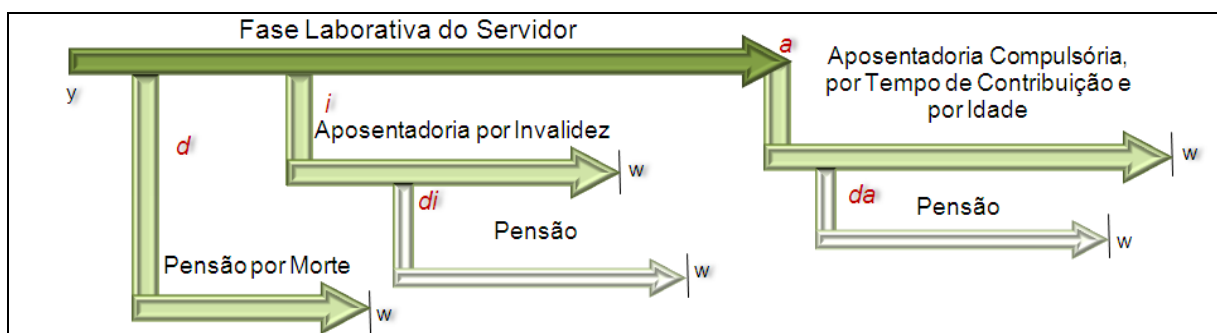 Fase Laborativa do Servidor
a
Aposentadoria Compulsória,
por Tempo de Contribuição e
por Idade
y
i
d
Aposentadoria por Invalidez
w
w
di
Pensão
da
Pensão
w
Pensão por Morte
w
w